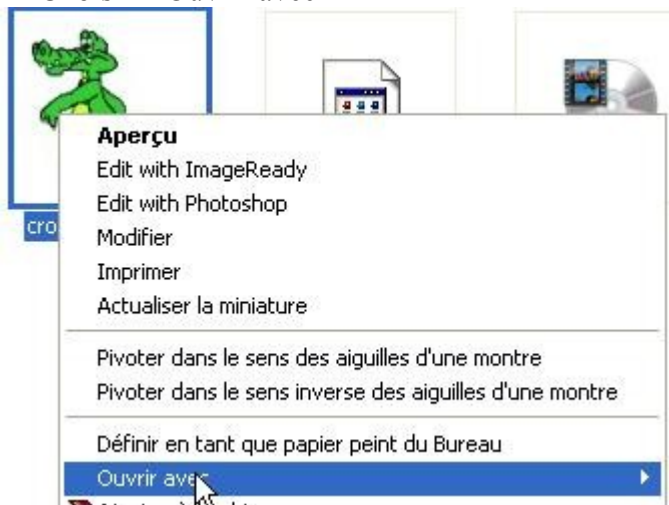 cro
Aperçu
Edit with ImageReady
Edit with Photoshop
Modifier
Imprimer
Actualiser la miniature
Pivoter dans le sens des aiguilles d'une montre
Pivoter dans le sens inverse des aiguilles d'une montre
Définir en tant que papier peint du Bureau
Ouvrir avec